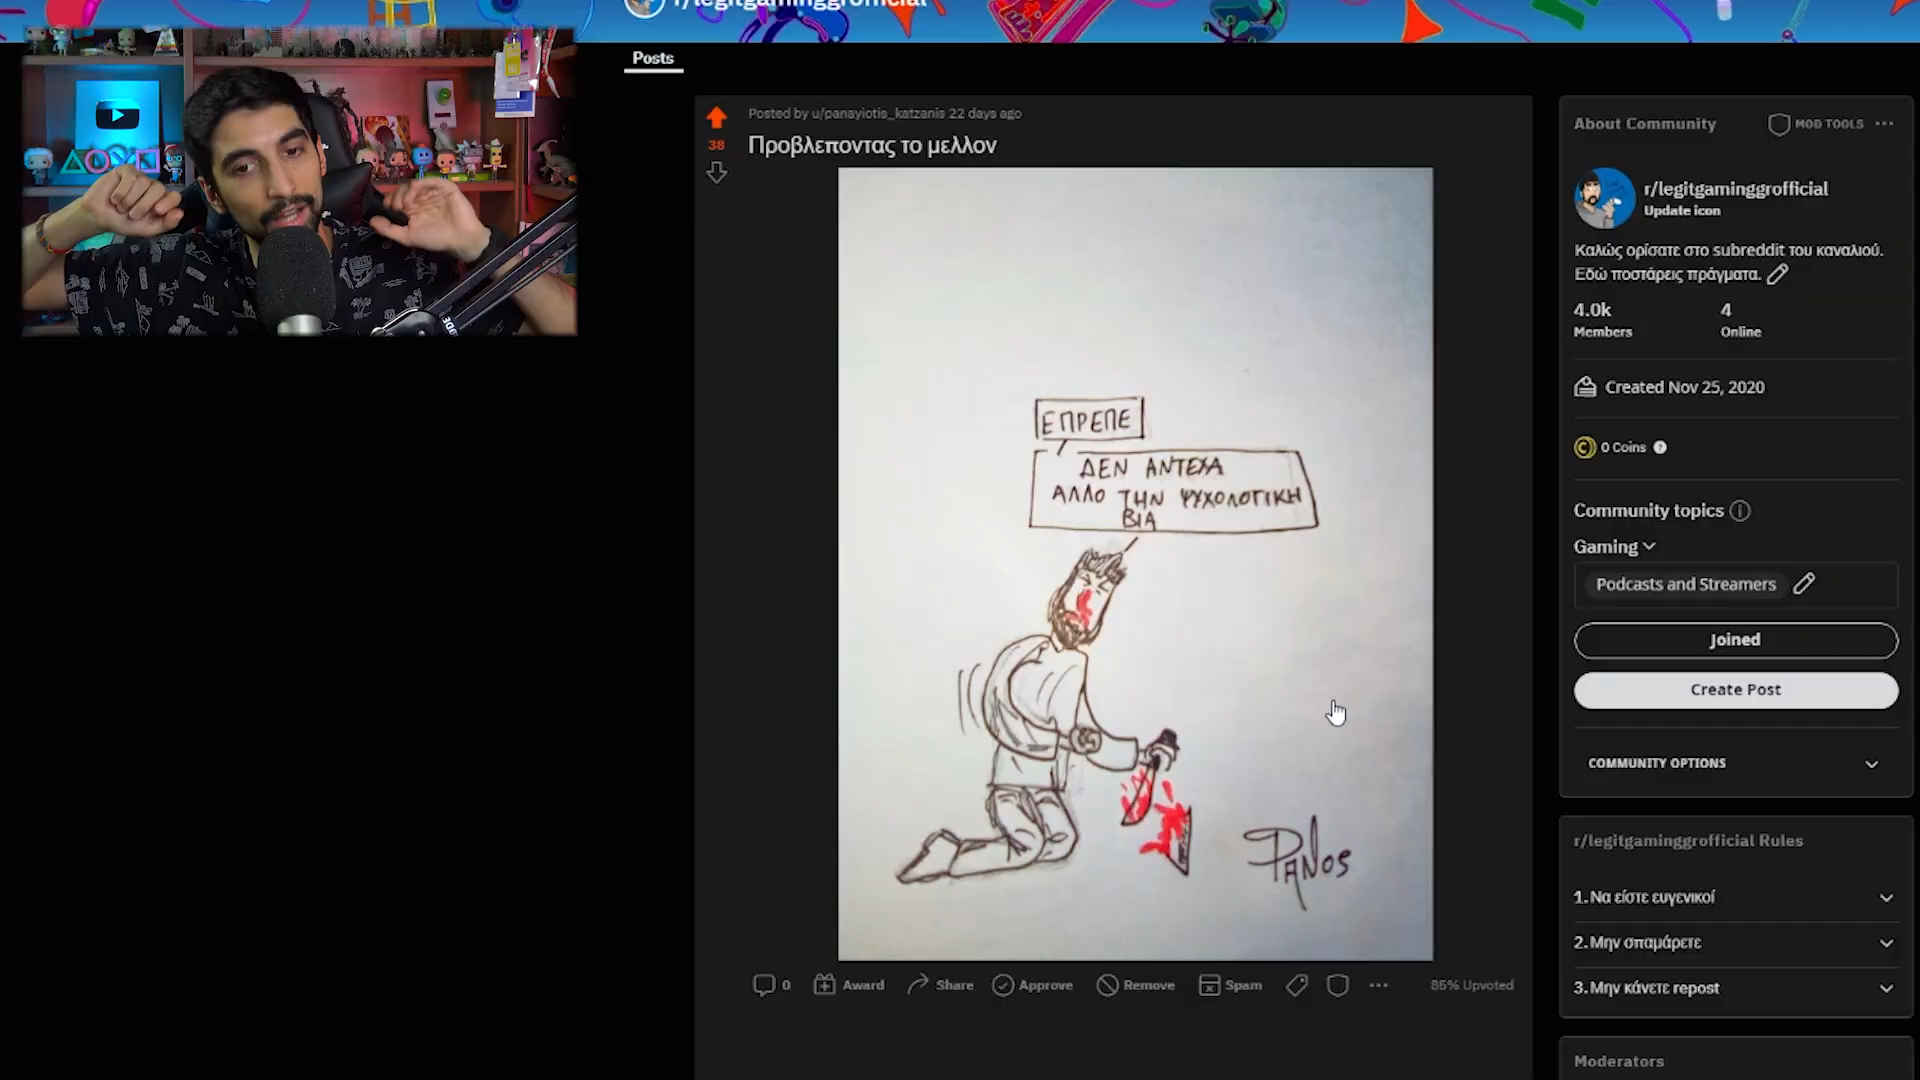 r/legitgaminggrofficial
Posts
Posted by u/panayiotis_katzanis 22 days ago
38
Προβλεποντας το μελλον
ΕΠΡΕΠΕ
ΔΕΝ ΑΝΤΕΧΑ
ΑΛΛΟ ΤΗΝ ΨΥΧΟΛΟΓΙΚΗ
ΒΙΑ
PANOS
0
Award
Share
Approve
Remove
Spam
85% Upvoted
About Community
MOD TOOLS
r/legitgaminggrofficial
Update icon
Καλώς ορίσατε στο subreddit του καναλιού.
Εδώ ποστάρεις πράγματα.
4.0k
4
Members
Online
Created Nov 25, 2020
0 Coins
Community topics
Gaming
Podcasts and Streamers
Joined
Create Post
COMMUNITY OPTIONS
r/legitgaminggrofficial Rules
1. Να είστε ευγενικοί
2. Μην σπαμάρετε
3. Μην κάνετε repost
Moderators